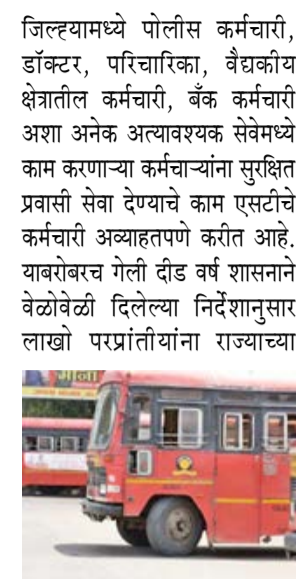 जिल्ह्यामध्ये पोलीस कर्मचारी,
डॉक्टर, परिचारिका, वैद्यकीय
क्षेत्रातील कर्मचारी, बँक कर्मचारी
अशा अनेक अत्यावश्यक सेवेमध्ये
काम करणाऱ्या कर्मचाऱ्यांना सुरक्षित
प्रवासी सेवा देण्याचे काम एसटीचे
कर्मचारी अव्याहतपणे करीत आहे.
याबरोबरच गेली दीड वर्ष शासनाने
वेळोवेळी दिलेल्या निर्देशानुसार
लाखो परप्रांतीयांना राज्याच्या